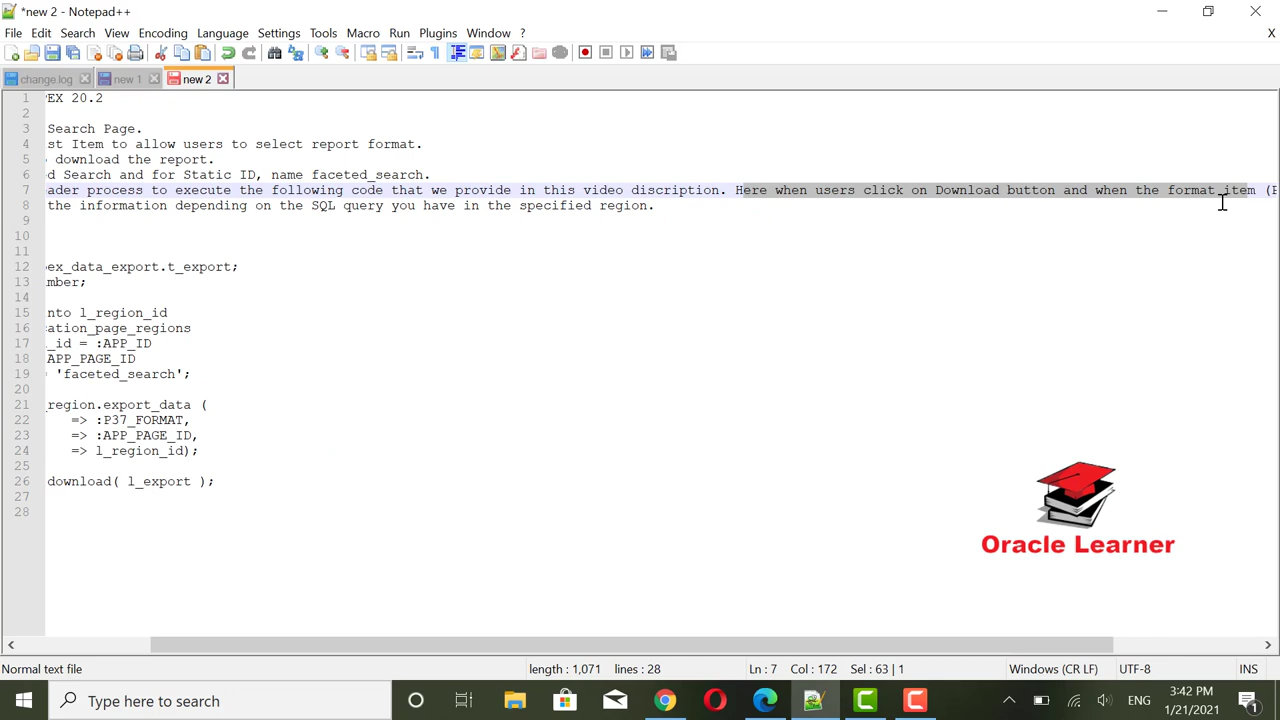 *new 2 - Notepad++
File Edit Search View Encoding Language Settings Tools Macro Run Plugins Window ? X
change.log new 1 new 2
1 PEX 20.2
2
3 Search Page.
4 st Item to allow users to select report format.
5 download the report.
6 d Search and for Static ID, name faceted_search.
7 ader process to execute the following code that we provide in this video discription. Here when users click on Download button and when the format item (P
8 the information depending on the SQL query you have in the specified region.
9
10
11
12 pex_data_export.t_export;
13 mber;
14
15 nto l_region_id
16 cation_page_regions
17 _id = :APP_ID
18 APP_PAGE_ID
19 = 'faceted_search';
20
21 _region.export_data (
22 => :P37_FORMAT,
23 => :APP_PAGE_ID,
24 => l_region_id);
25
26 download( l_export );
27
28
Oracle Learner
Normal text file length : 1,071 lines : 28 Ln : 7 Col : 172 Sel : 63 | 1 Windows (CR LF) UTF-8 INS
Type here to search ENG 3:42 PM
1/21/2021 1